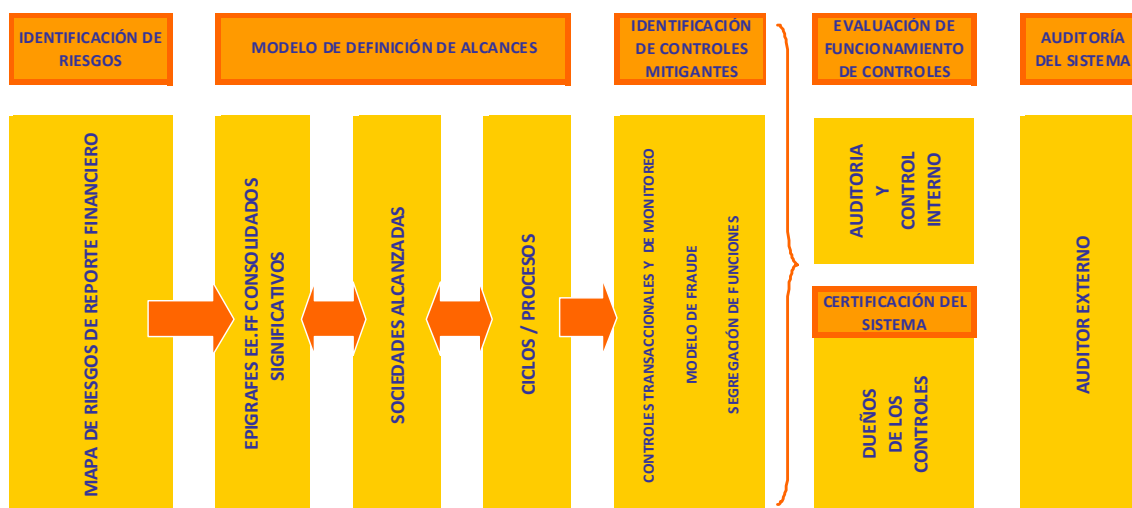 IDENTIFICACIÓN DE
RIESGOS
MODELO DE DEFINICIÓN DE ALCANCES
IDENTIFICACIÓN
DE CONTROLES
MITIGANTES
EVALUACIÓN DE
FUNCIONAMIENTO
DE CONTROLES
AUDITORÍA
DEL SISTEMA
MAPA DE RIESGOS DE REPORTE FINANCIERO
EPIGRAFES EE.FF CONSOLIDADOS
SIGNIFICATIVOS
SOCIEDADES ALCANZADAS
CICLOS / PROCESOS
CONTROLES TRANSACCIONALES Y DE MONITOREO
MODELO DE FRAUDE
SEGREGACIÓN DE FUNCIONES
AUDITORIA
Y
CONTROL
INTERNO
CERTIFICACIÓN DEL
SISTEMA
DUEÑOS
DE LOS
CONTROLES
AUDITOR EXTERNO